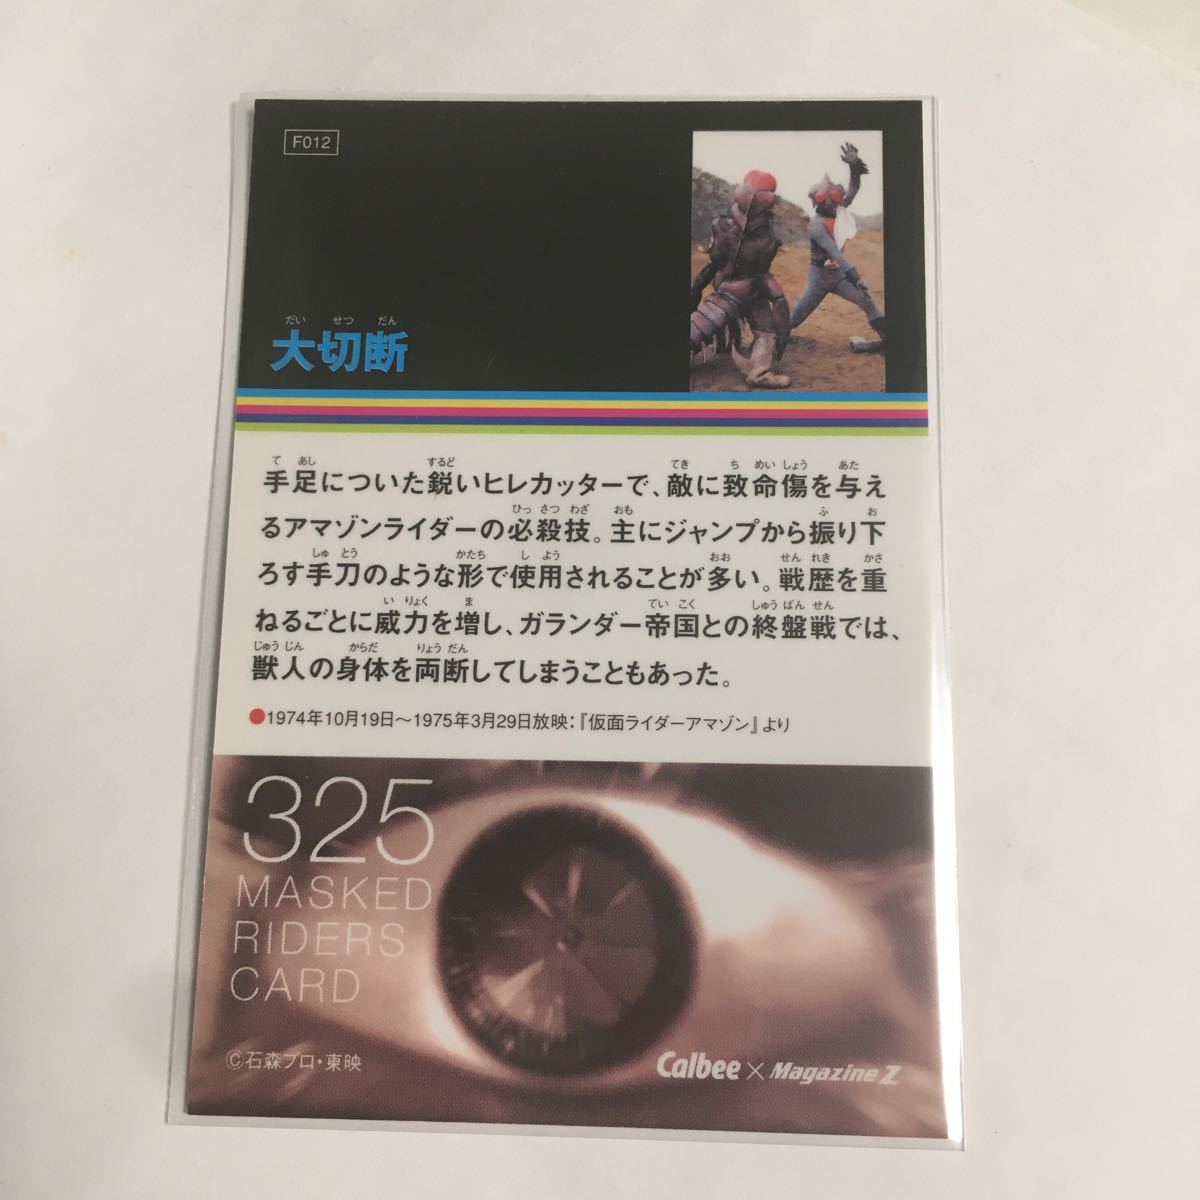 F012
だい せつ だん
大切断
て あし するど てき ち めい しょう あた
手足についた鋭いヒレカッターで、敵に致命傷を与え
ひっ さつ わざ おも ふ お
るアマゾンライダーの必殺技。主にジャンプから振り下
しゅ とう かたち し よう おお せん れき かさ
ろす手刀のような形で使用されることが多い。戦歴を重
い りょく ま てい こく しゅう ばん せん
ねるごとに威力を増し、ガランダー帝国との終盤戦では、
じゅう じん からだ りょう だん
獣人の身体を両断してしまうこともあった。
●1974年10月19日〜1975年3月29日放映:『仮面ライダーアマゾン』より
325
MASKED
RIDERS
CARD
©石森プロ・東映
Calbee × Magazine Z